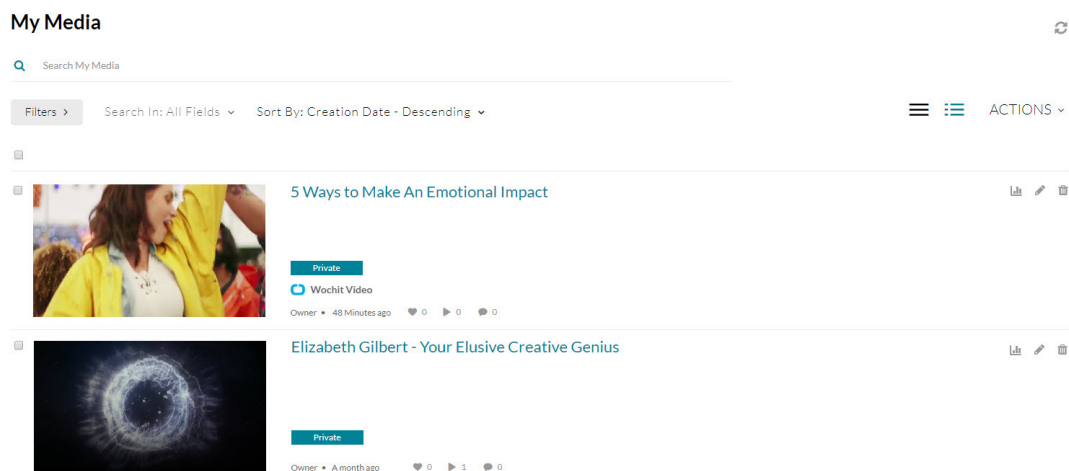 My Media
Search My Media
Filters
Search In: All Fields
Sort By: Creation Date - Descending
ACTIONS
5 Ways to Make An Emotional Impact
Private
Wochit Video
Owner • 48 Minutes ago 0 0 0
Elizabeth Gilbert - Your Elusive Creative Genius
Private
Owner • A month ago 0 1 0